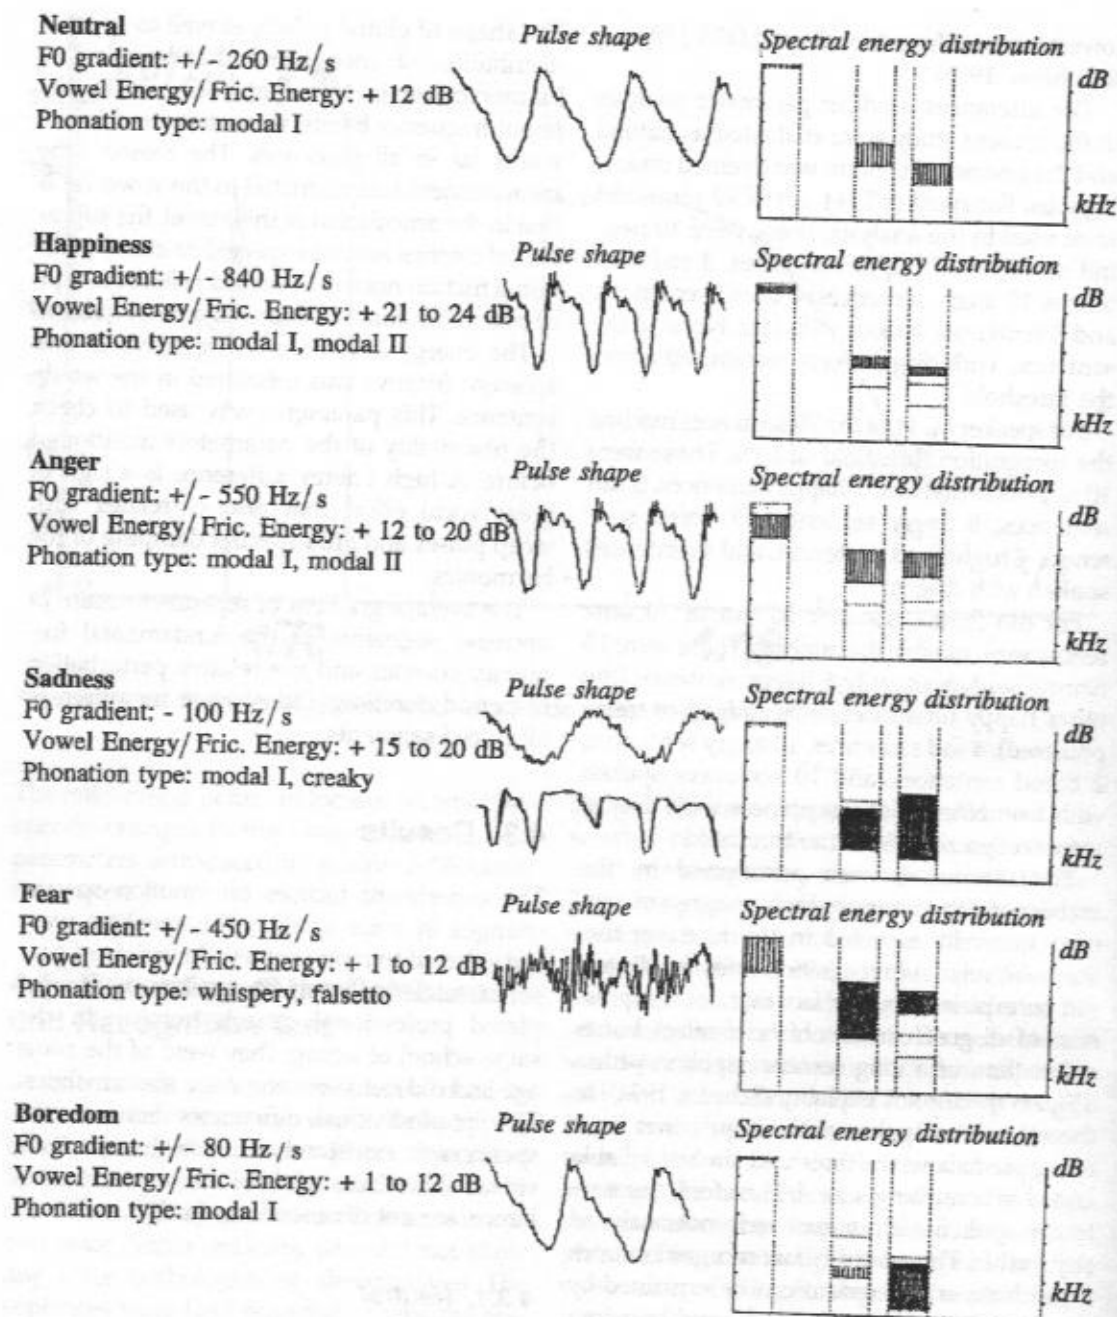 Neutral
F0 gradient: +/- 260 Hz/s
Vowel Energy/ Fric. Energy: + 12 dB
Phonation type: modal I
Pulse shape
Spectral energy distribution
dB
kHz
Happiness
F0 gradient: +/- 840 Hz/s
Vowel Energy/ Fric. Energy: + 21 to 24 dB
Phonation type: modal I, modal II
Pulse shape
Spectral energy distribution
dB
kHz
Anger
F0 gradient: +/- 550 Hz/s
Vowel Energy/ Fric. Energy: + 12 to 20 dB
Phonation type: modal I, modal II
Pulse shape
Spectral energy distribution
dB
kHz
Sadness
F0 gradient: - 100 Hz/s
Vowel Energy/ Fric. Energy: + 15 to 20 dB
Phonation type: modal I, creaky
Pulse shape
Spectral energy distribution
dB
kHz
Fear
F0 gradient: +/- 450 Hz/s
Vowel Energy/ Fric. Energy: + 1 to 12 dB
Phonation type: whispery, falsetto
Pulse shape
Spectral energy distribution
dB
kHz
Boredom
F0 gradient: +/- 80 Hz/s
Vowel Energy/ Fric. Energy: + 1 to 12 dB
Phonation type: modal I
Pulse shape
Spectral energy distribution
dB
kHz